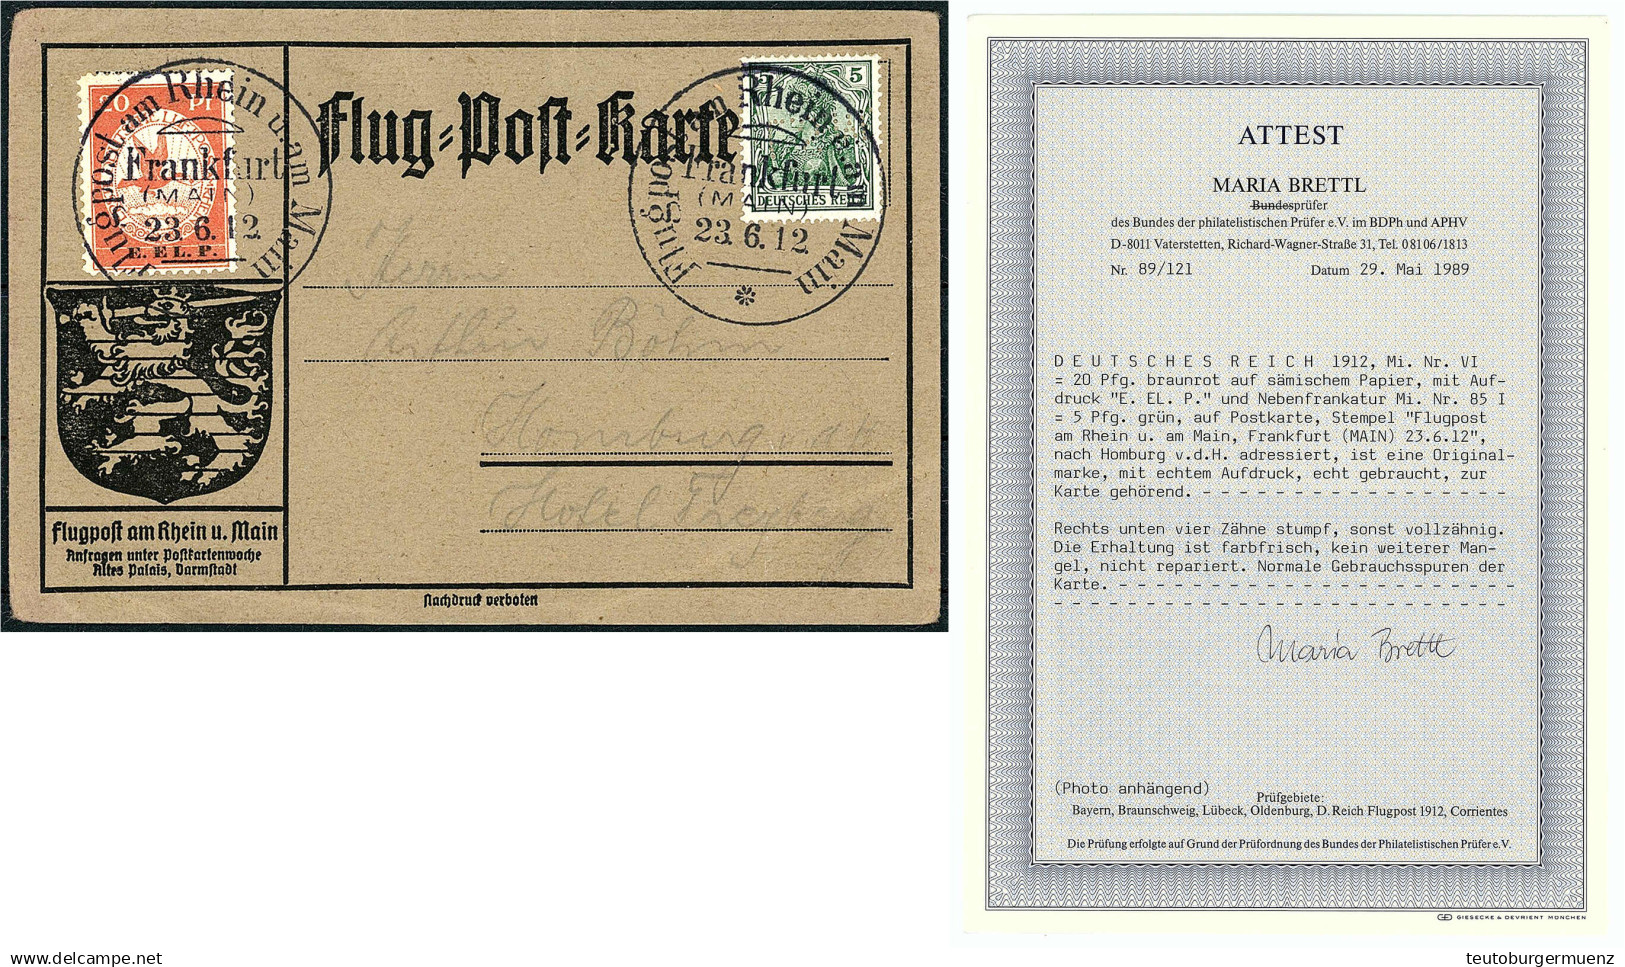 Flug=Post=Karte
20 Pf
E. EL. P.
Flugpost am Rhein u. am Main
Frankfurt
(MAIN)
23.6.12
5
DEUTSCHES REICH
Flugpost am Rhein u. am Main
Frankfurt
(MAIN)
23.6.12
Herrn
Böhm
Homburg
Hotel
Flugpost am Rhein u. Main
Anfragen unter Postkartenwoche
Altes Palais, Darmstadt
Nachdruck verboten
ATTEST
MARIA BRETTL
Bundesprüfer
des Bundes der philatelistischen Prüfer e.V. im BDPh und APHV
D-8011 Vaterstetten, Richard-Wagner-Straße 31, Tel. 08106/1813
Nr. 89/121 Datum 29. Mai 1989
D E U T S C H E S R E I C H 1912, Mi. Nr. VI
= 20 Pfg. braunrot auf sämischem Papier, mit Auf-
druck "E. EL. P." und Nebenfrankatur Mi. Nr. 85 I
= 5 Pfg. grün, auf Postkarte, Stempel "Flugpost
am Rhein u. am Main, Frankfurt (MAIN) 23.6.12",
nach Homburg v.d.H. adressiert, ist eine Original-
marke, mit echtem Aufdruck, echt gebraucht, zur
Karte gehörend. - - - - - - - - - - - - - - - - -
Rechts unten vier Zähne stumpf, sonst vollzähnig.
Die Erhaltung ist farbfrisch, kein weiterer Man-
gel, nicht repariert. Normale Gebrauchsspuren der
Karte. - - - - - - - - - - - - - - - - - - - - - -
- - - - - - - - - - - - - - - - - - - - - - - - -
Maria Brettl
(Photo anhängend)
Prüfgebiete:
Bayern, Braunschweig, Lübeck, Oldenburg, D. Reich Flugpost 1912, Corrientes
Die Prüfung erfolgte auf Grund der Prüfordnung des Bundes der Philatelistischen Prüfer e.V.
GIESECKE & DEVRIENT MÜNCHEN
the-collectors.com
teutoburgermuenz